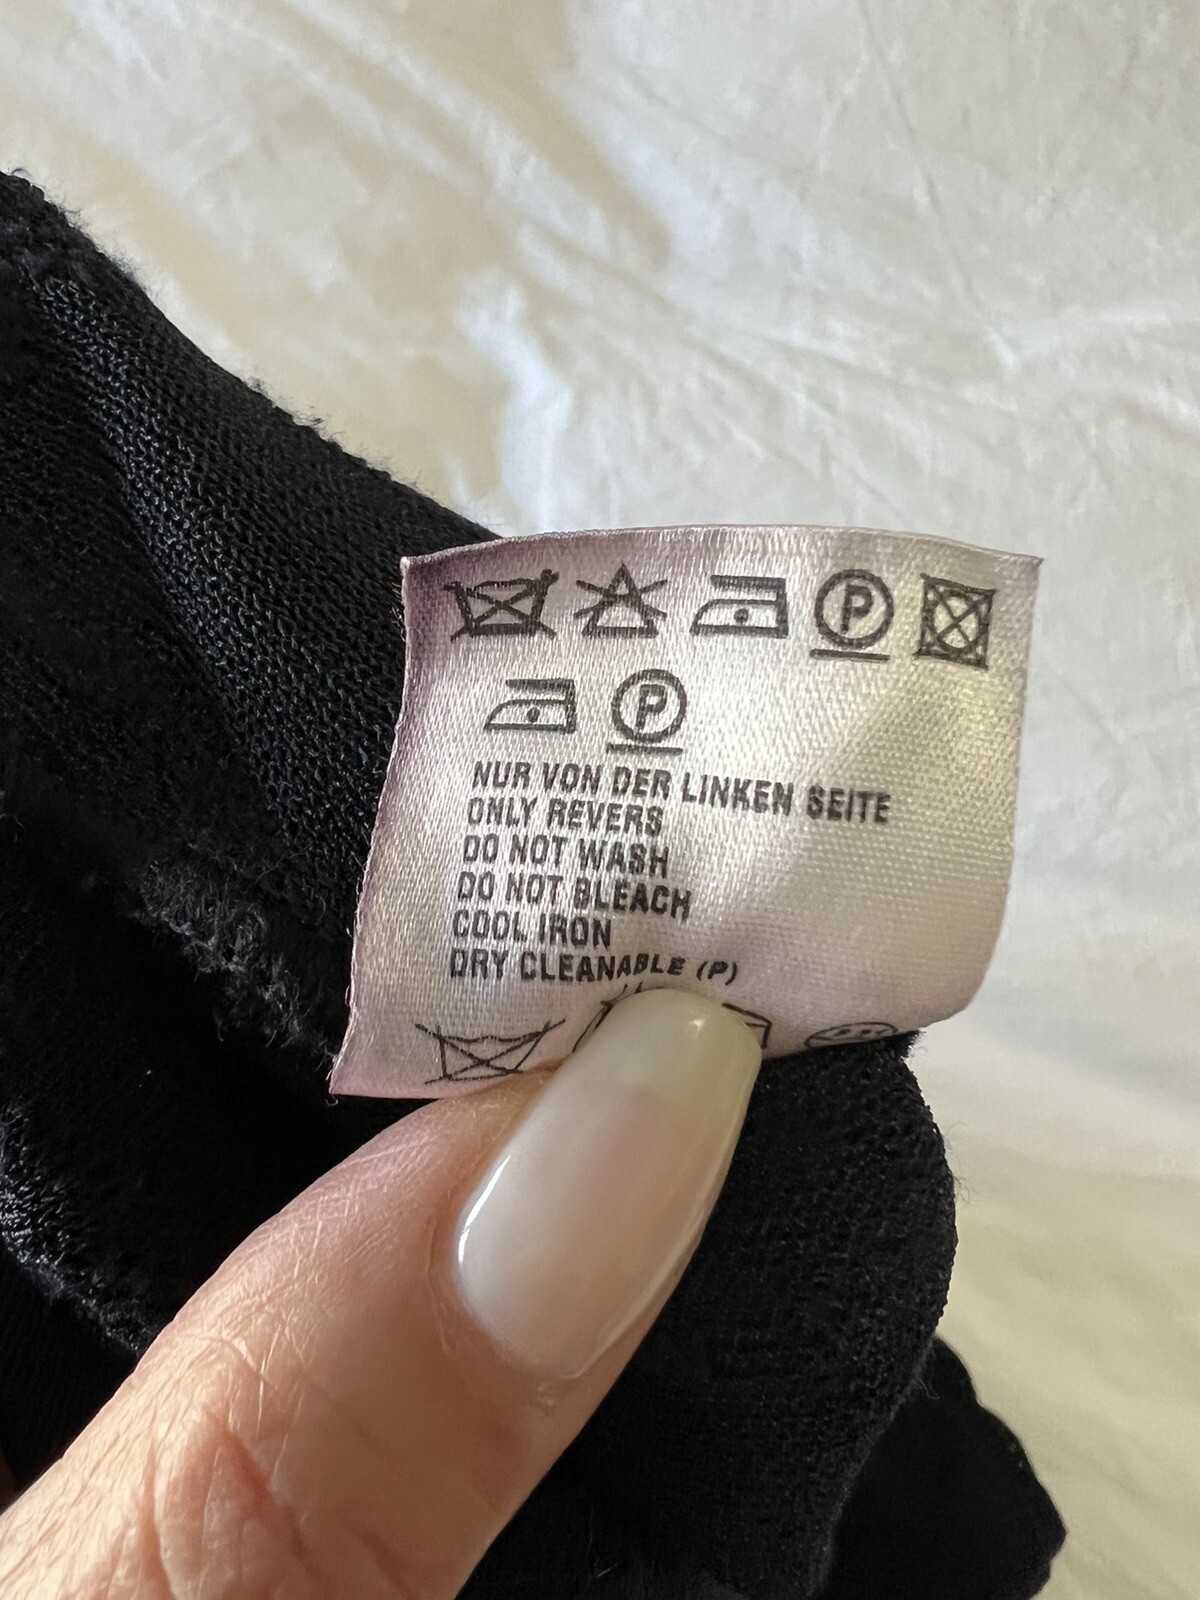 P
P
NUR VON DER LINKEN SEITE
ONLY REVERS
DO NOT WASH
DO NOT BLEACH
COOL IRON
DRY CLEANABLE (P)